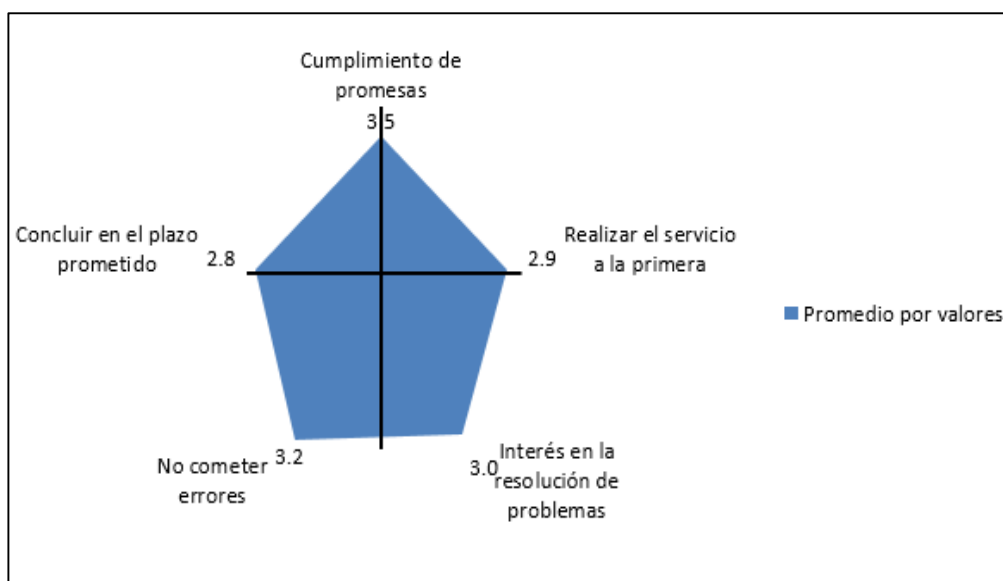 Cumplimiento de
promesas
3.5
Concluir en el plazo
prometido
2.8
2.9
Realizar el servicio
a la primera
Promedio por valores
No cometer
errores
3.2
3.0
Interés en la
resolución de
problemas